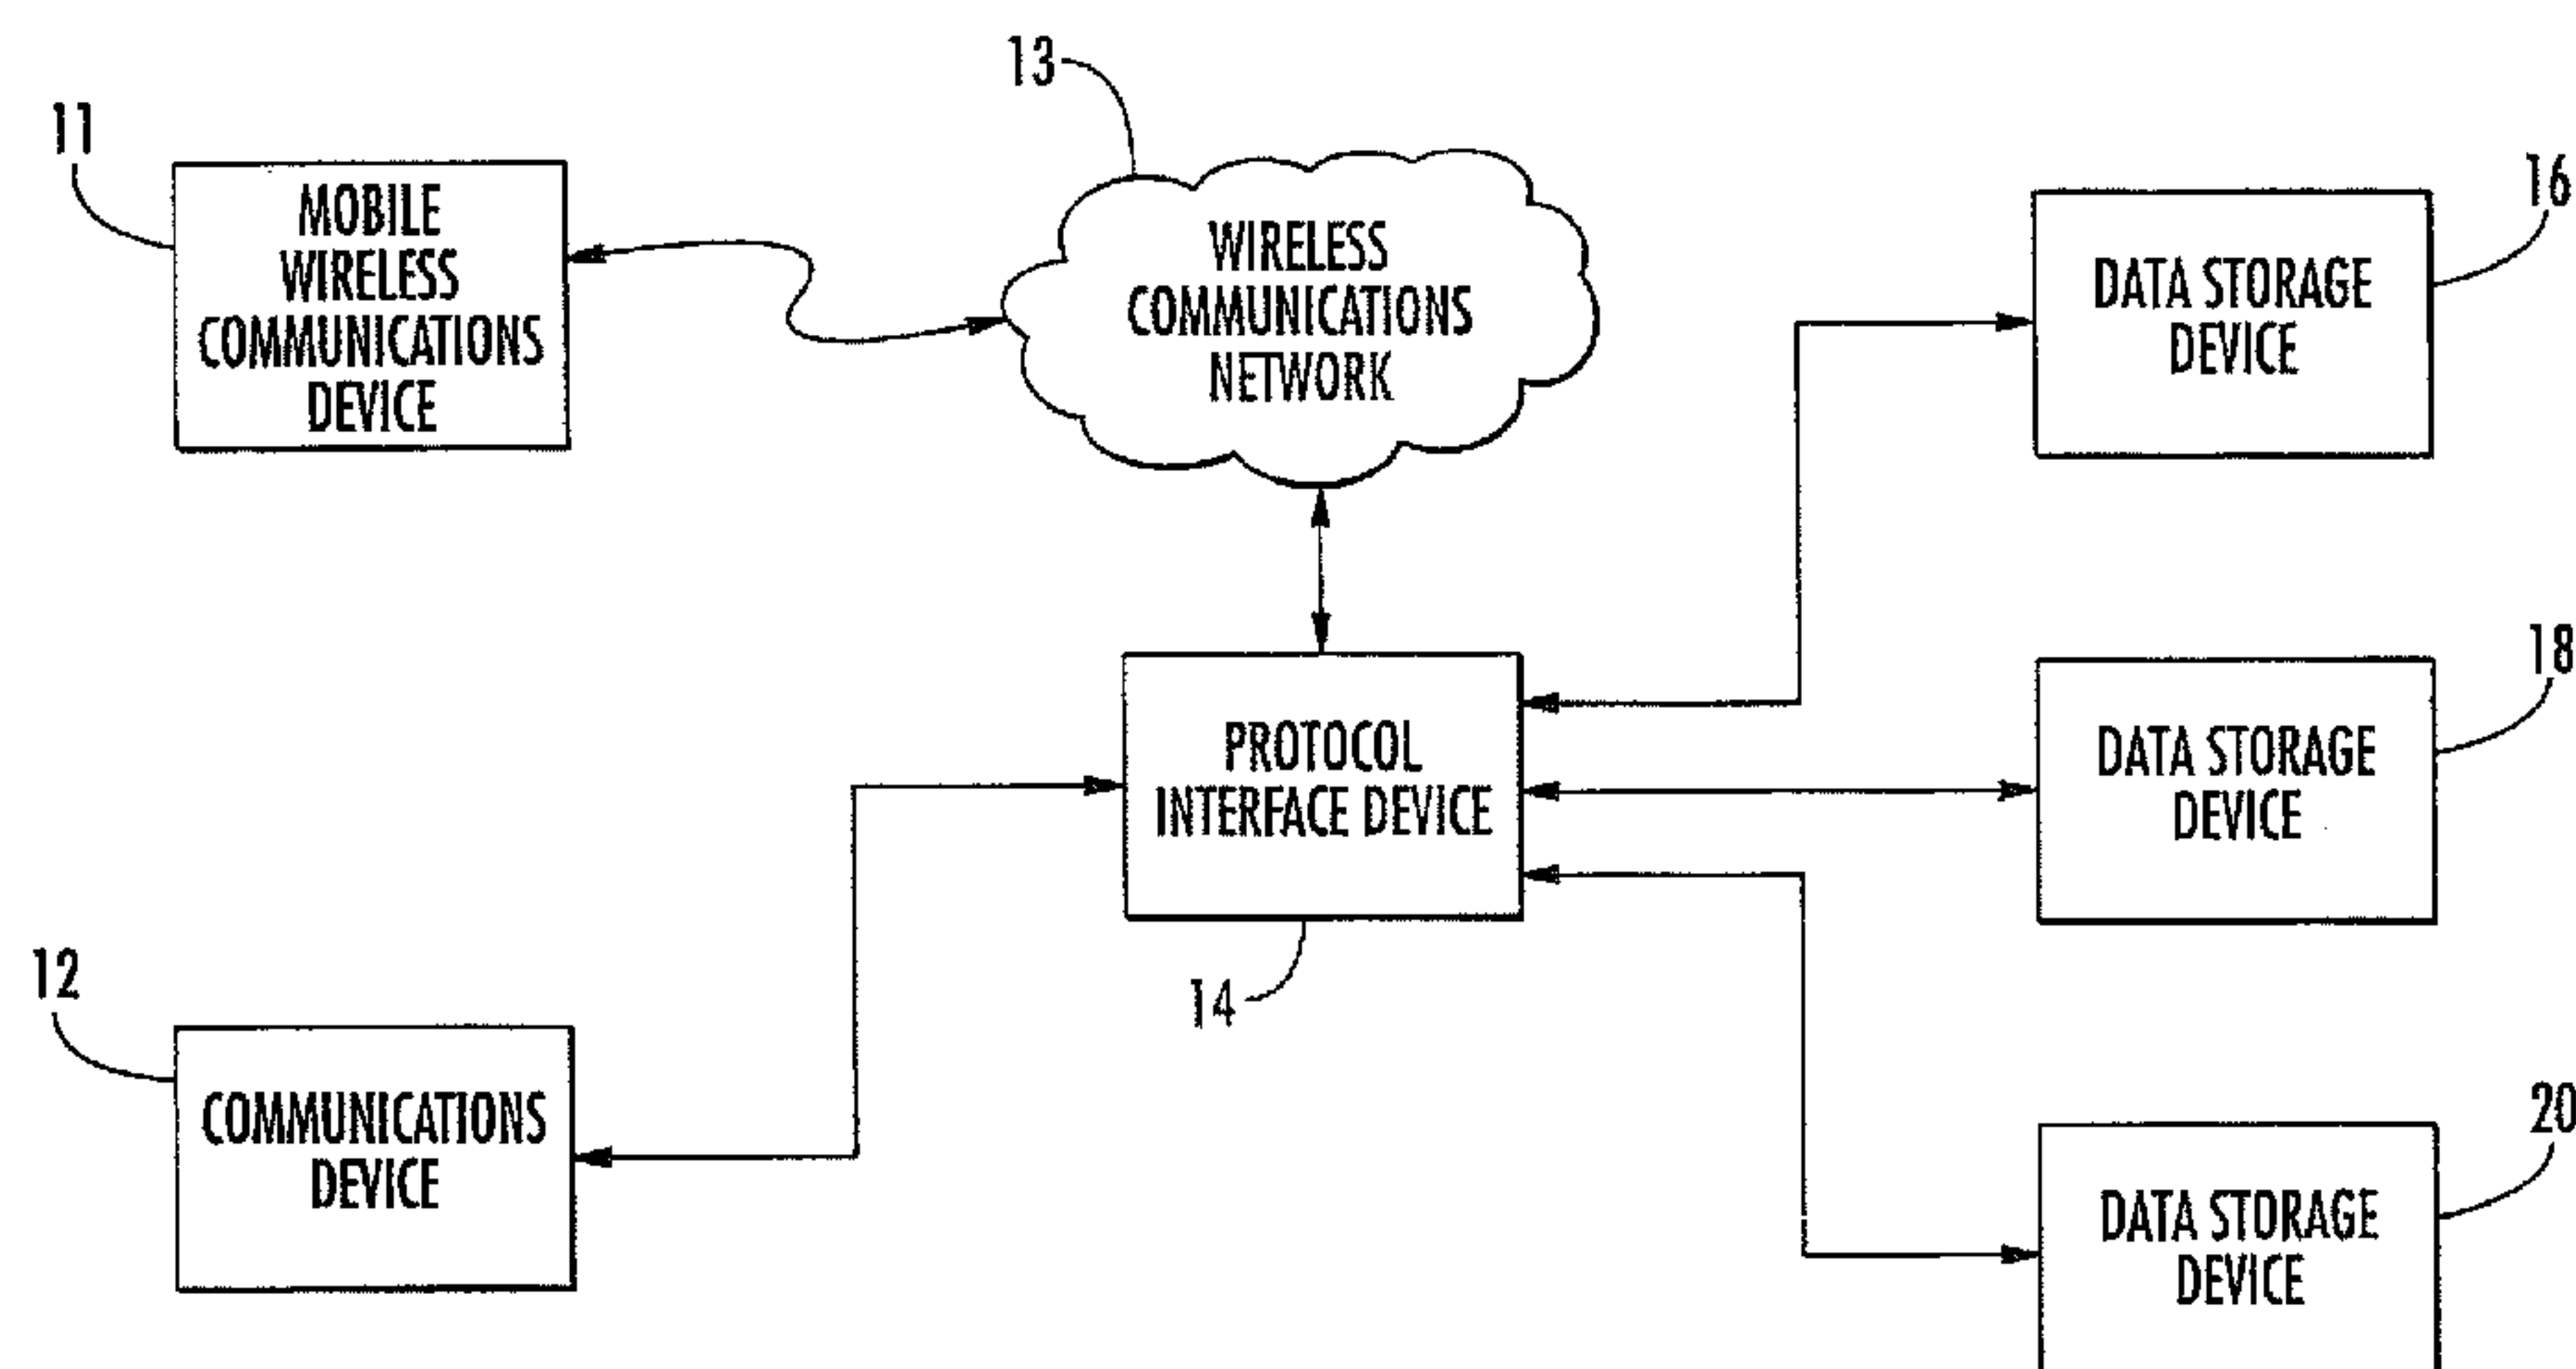 13
11
MOBILE
WIRELESS
COMMUNICATIONS
DEVICE
WIRELESS
COMMUNICATIONS
NETWORK
16
DATA STORAGE
DEVICE
18
DATA STORAGE
DEVICE
PROTOCOL
INTERFACE DEVICE
14
12
COMMUNICATIONS
DEVICE
20
DATA STORAGE
DEVICE